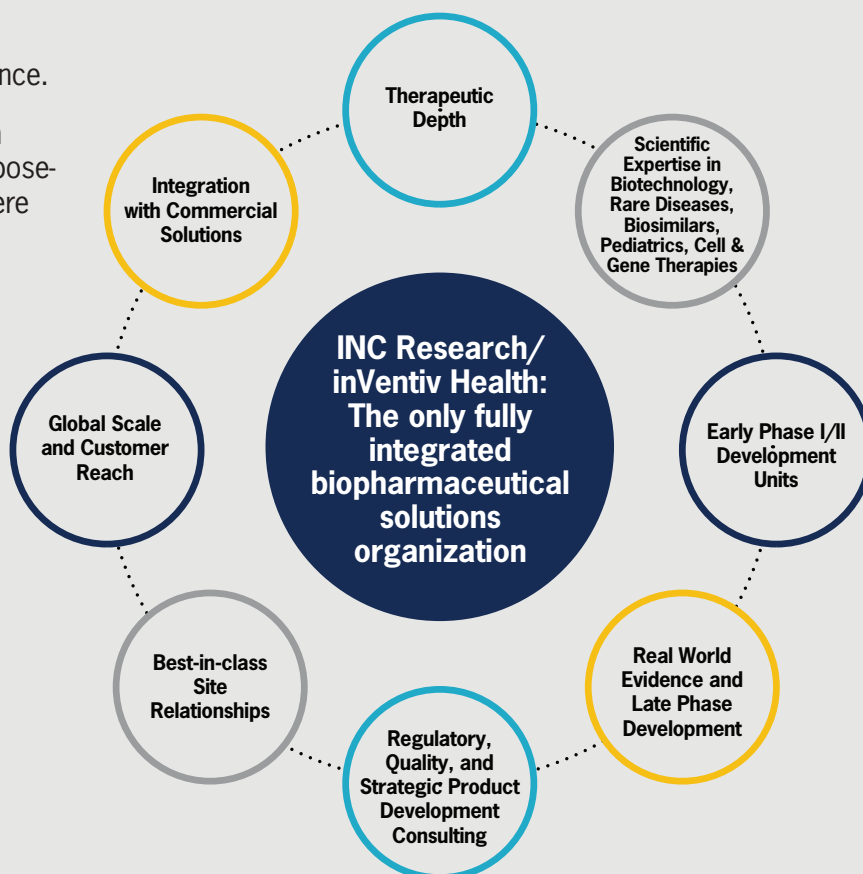 Therapeutic
Depth
Scientific
Expertise in
Biotechnology,
Rare Diseases,
Biosimilars,
Pediatrics, Cell &
Gene Therapies
Early Phase I/II
Development
Units
Real World
Evidence and
Late Phase
Development
Regulatory,
Quality, and
Strategic Product
Development
Consulting
Best-in-class
Site
Relationships
Global Scale
and Customer
Reach
Integration
with Commercial
Solutions
INC Research/
inVentiv Health:
The only fully
integrated
biopharmaceutical
solutions
organization